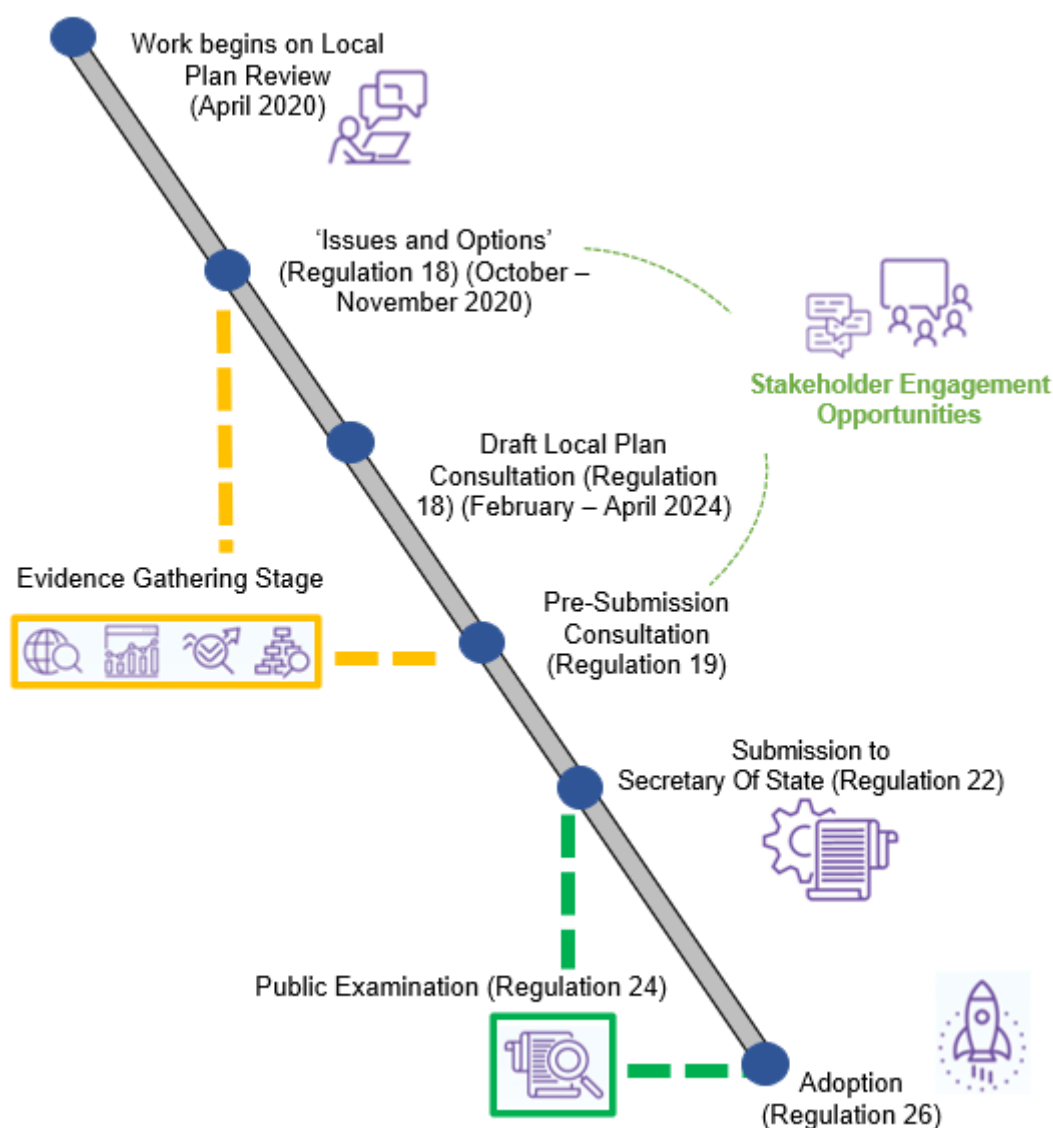 Work begins on Local
Plan Review
(April 2020)
‘Issues and Options’
(Regulation 18) (October –
November 2020)
Stakeholder Engagement
Opportunities
Draft Local Plan
Consultation (Regulation
18) (February – April 2024)
Evidence Gathering Stage
Pre-Submission
Consultation
(Regulation 19)
Submission to
Secretary Of State (Regulation 22)
Public Examination (Regulation 24)
Adoption
(Regulation 26)